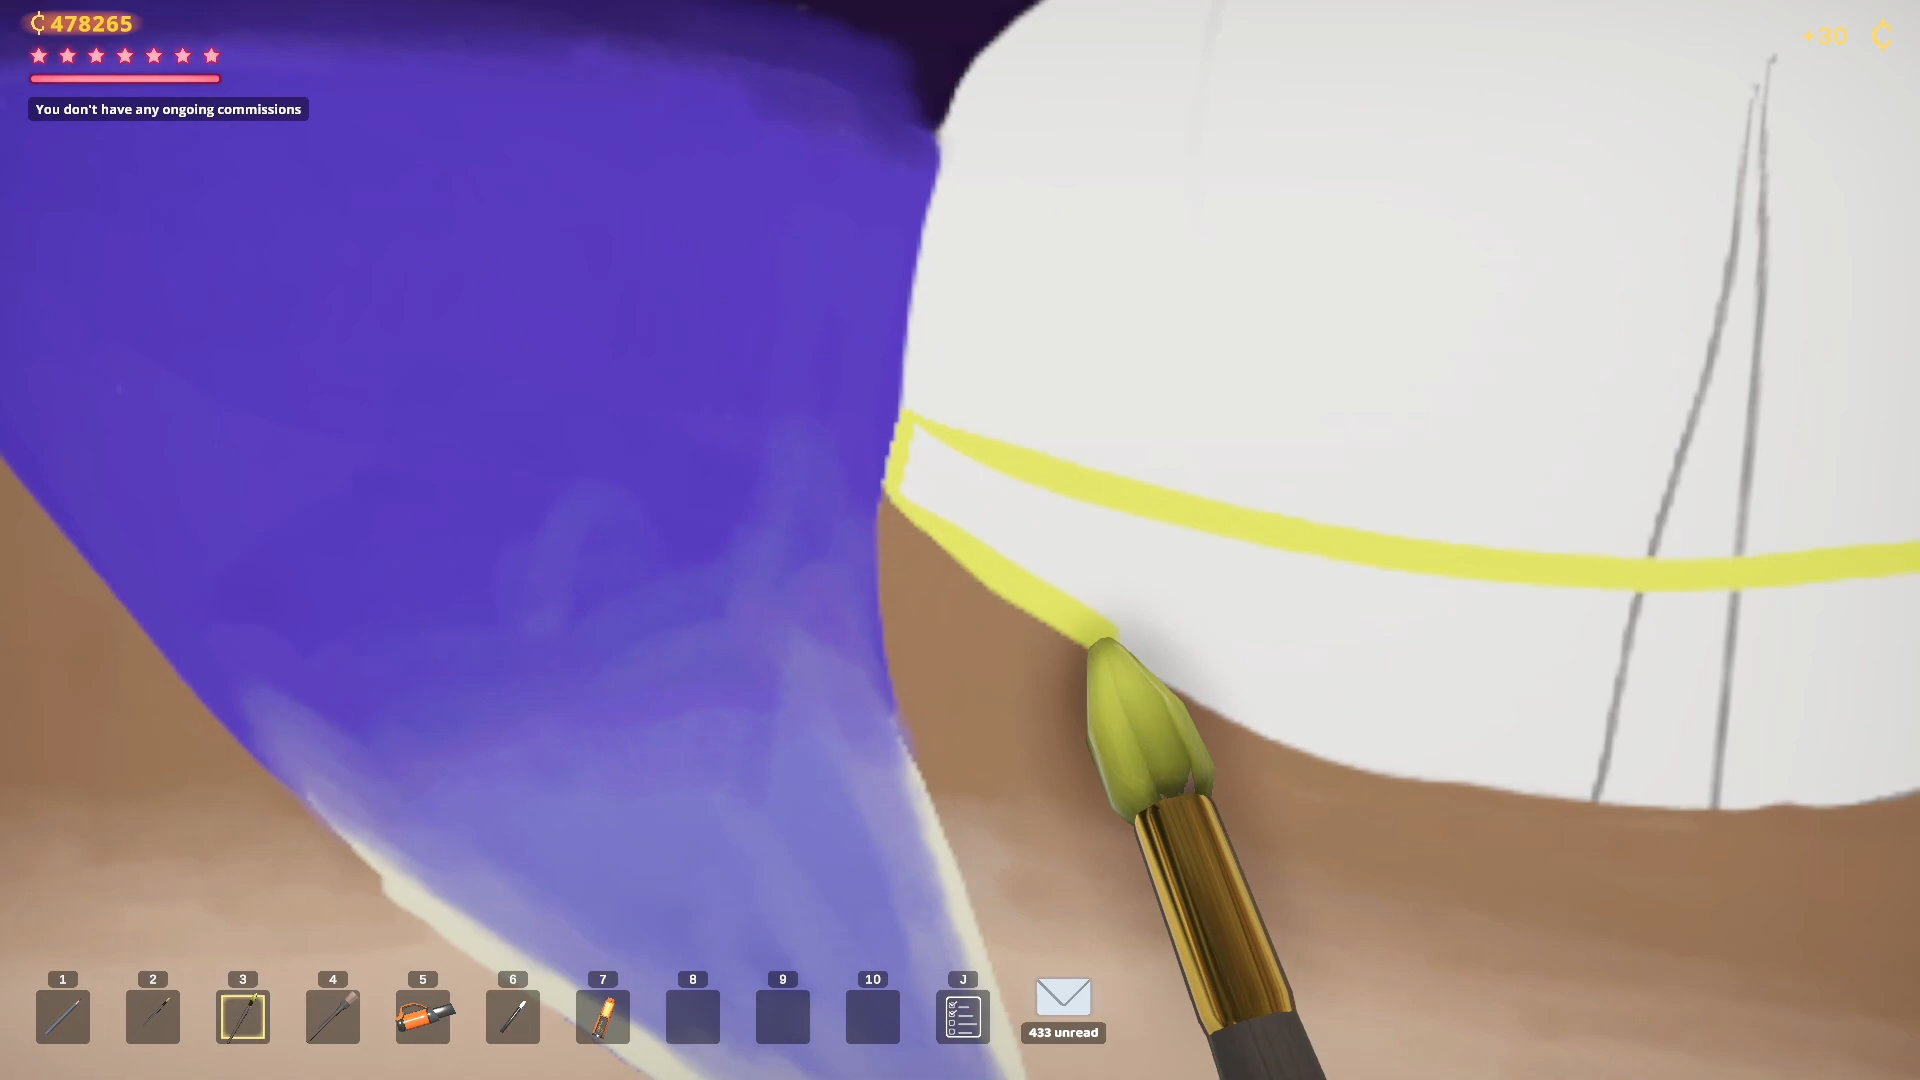 ₵ 478265
+30 ₵
You don't have any ongoing commissions
1 2 3 4 5 6 7 8 9 10 J
433 unread